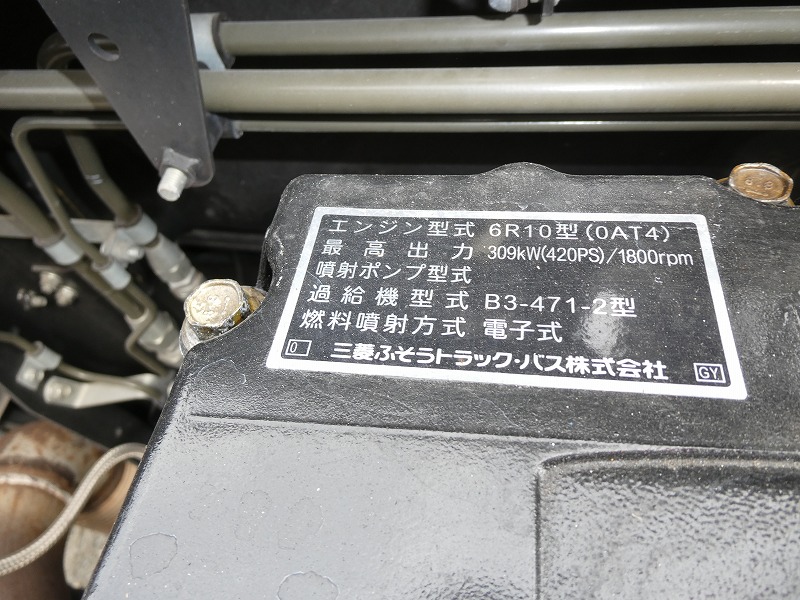 エンジン型式 6R10型(0AT4)
最高出力 309kW(420PS)/1800rpm
噴射ポンプ型式
過給機型式 B3-471-2型
燃料噴射方式 電子式
0 三菱ふそうトラック・バス株式会社 GY